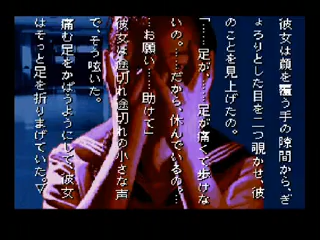 彼女は顔を覆う手の隙間から、ぎ
ょろりとした目を二つ覗かせ、彼
のことを見上げたの。
「……足が、……足が痛くて歩けな
いの。……だから、休んでいるの。…
…お願い……助けて」
彼女は途切れ途切れの小さな声
で、そう呟いた。
痛む足をかばうようにして、彼女
はそっと足を折りまげていた。▽